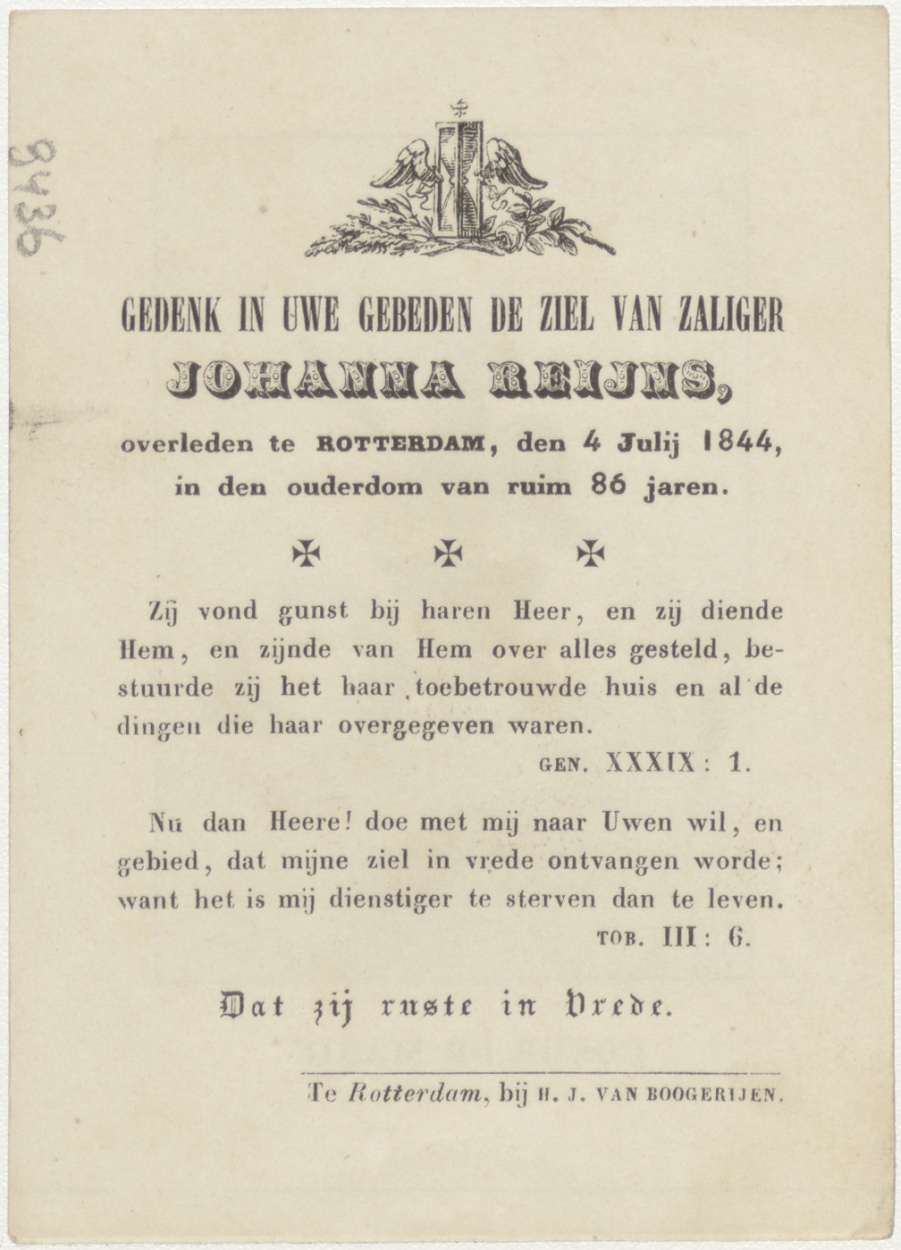 9436
GEDENK IN UWE GEBEDEN DE ZIEL VAN ZALIGER
JOHANNA REIJNS,
overleden te ROTTERDAM, den 4 Julij 1844,
in den ouderdom van ruim 86 jaren.
Zij vond gunst bij haren Heer, en zij diende
Hem, en zijnde van Hem over alles gesteld, be-
stuurde zij het haar toebetrouwde huis en al de
dingen die haar overgegeven waren.
GEN. XXXIX: 1.
Nu dan Heere! doe met mij naar Uwen wil, en
gebied, dat mijne ziel in vrede ontvangen worde;
want het is mij dienstiger te sterven dan te leven.
TOB. III: 6.
Dat zij ruste in Vrede.
Te Rotterdam, bij H. J. VAN BOOGERIJEN.